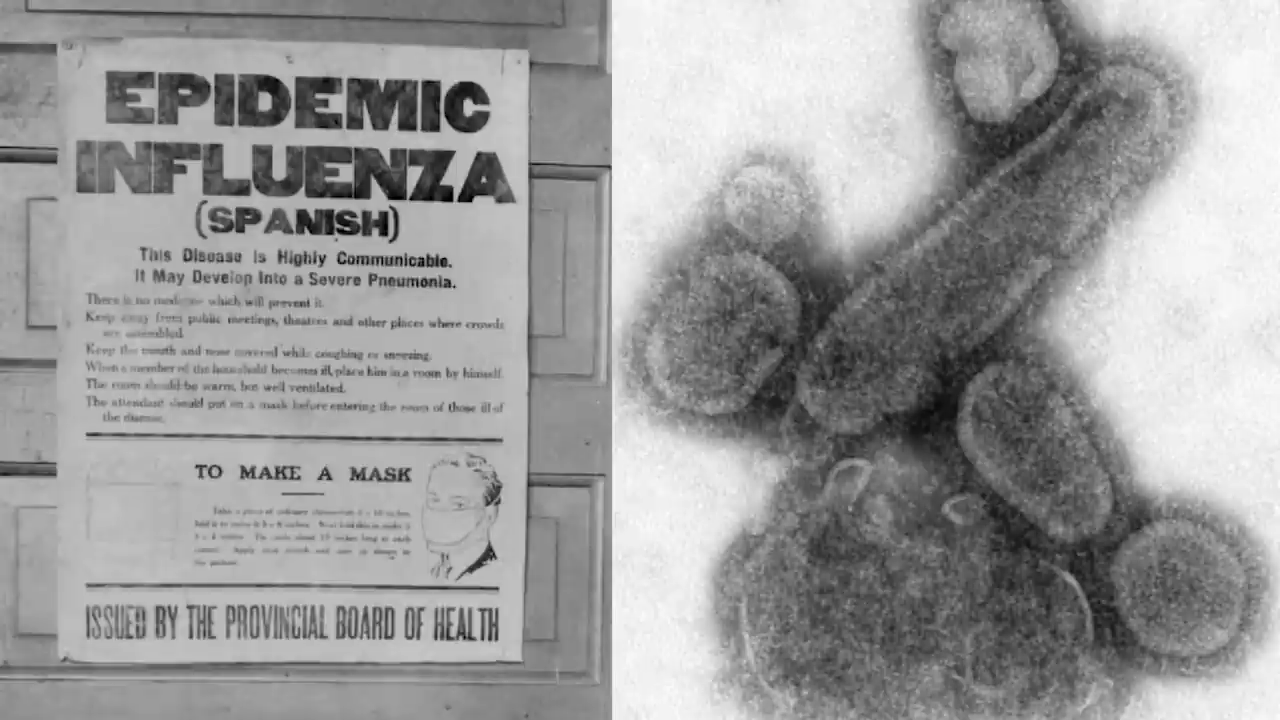 EPIDEMIC
INFLUENZA
(SPANISH)
This Disease is Highly Communicable.
It May Develop Into a Severe Pneumonia.
There is no medicine which will prevent it.
Keep away from public meetings, theatres and other places where crowds
are assembled.
Keep the mouth and nose covered while coughing or sneezing.
When a member of the household becomes ill, place him in a room by himself.
The room should be warm, but well ventilated.
The attendant should put on a mask before entering the room of those ill of
the disease.
TO MAKE A MASK
ISSUED BY THE PROVINCIAL BOARD OF HEALTH